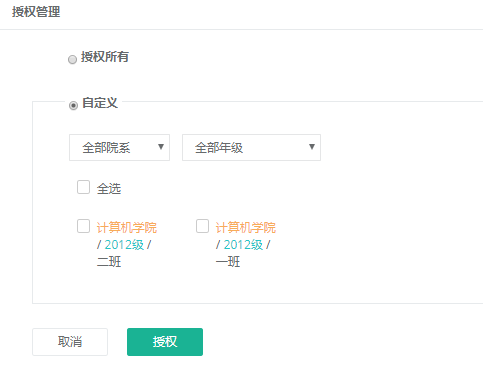 授权管理
授权所有
自定义
全部院系 全部年级
全选
计算机学院
/ 2012级 /
二班
计算机学院
/ 2012级 /
一班
取消 授权